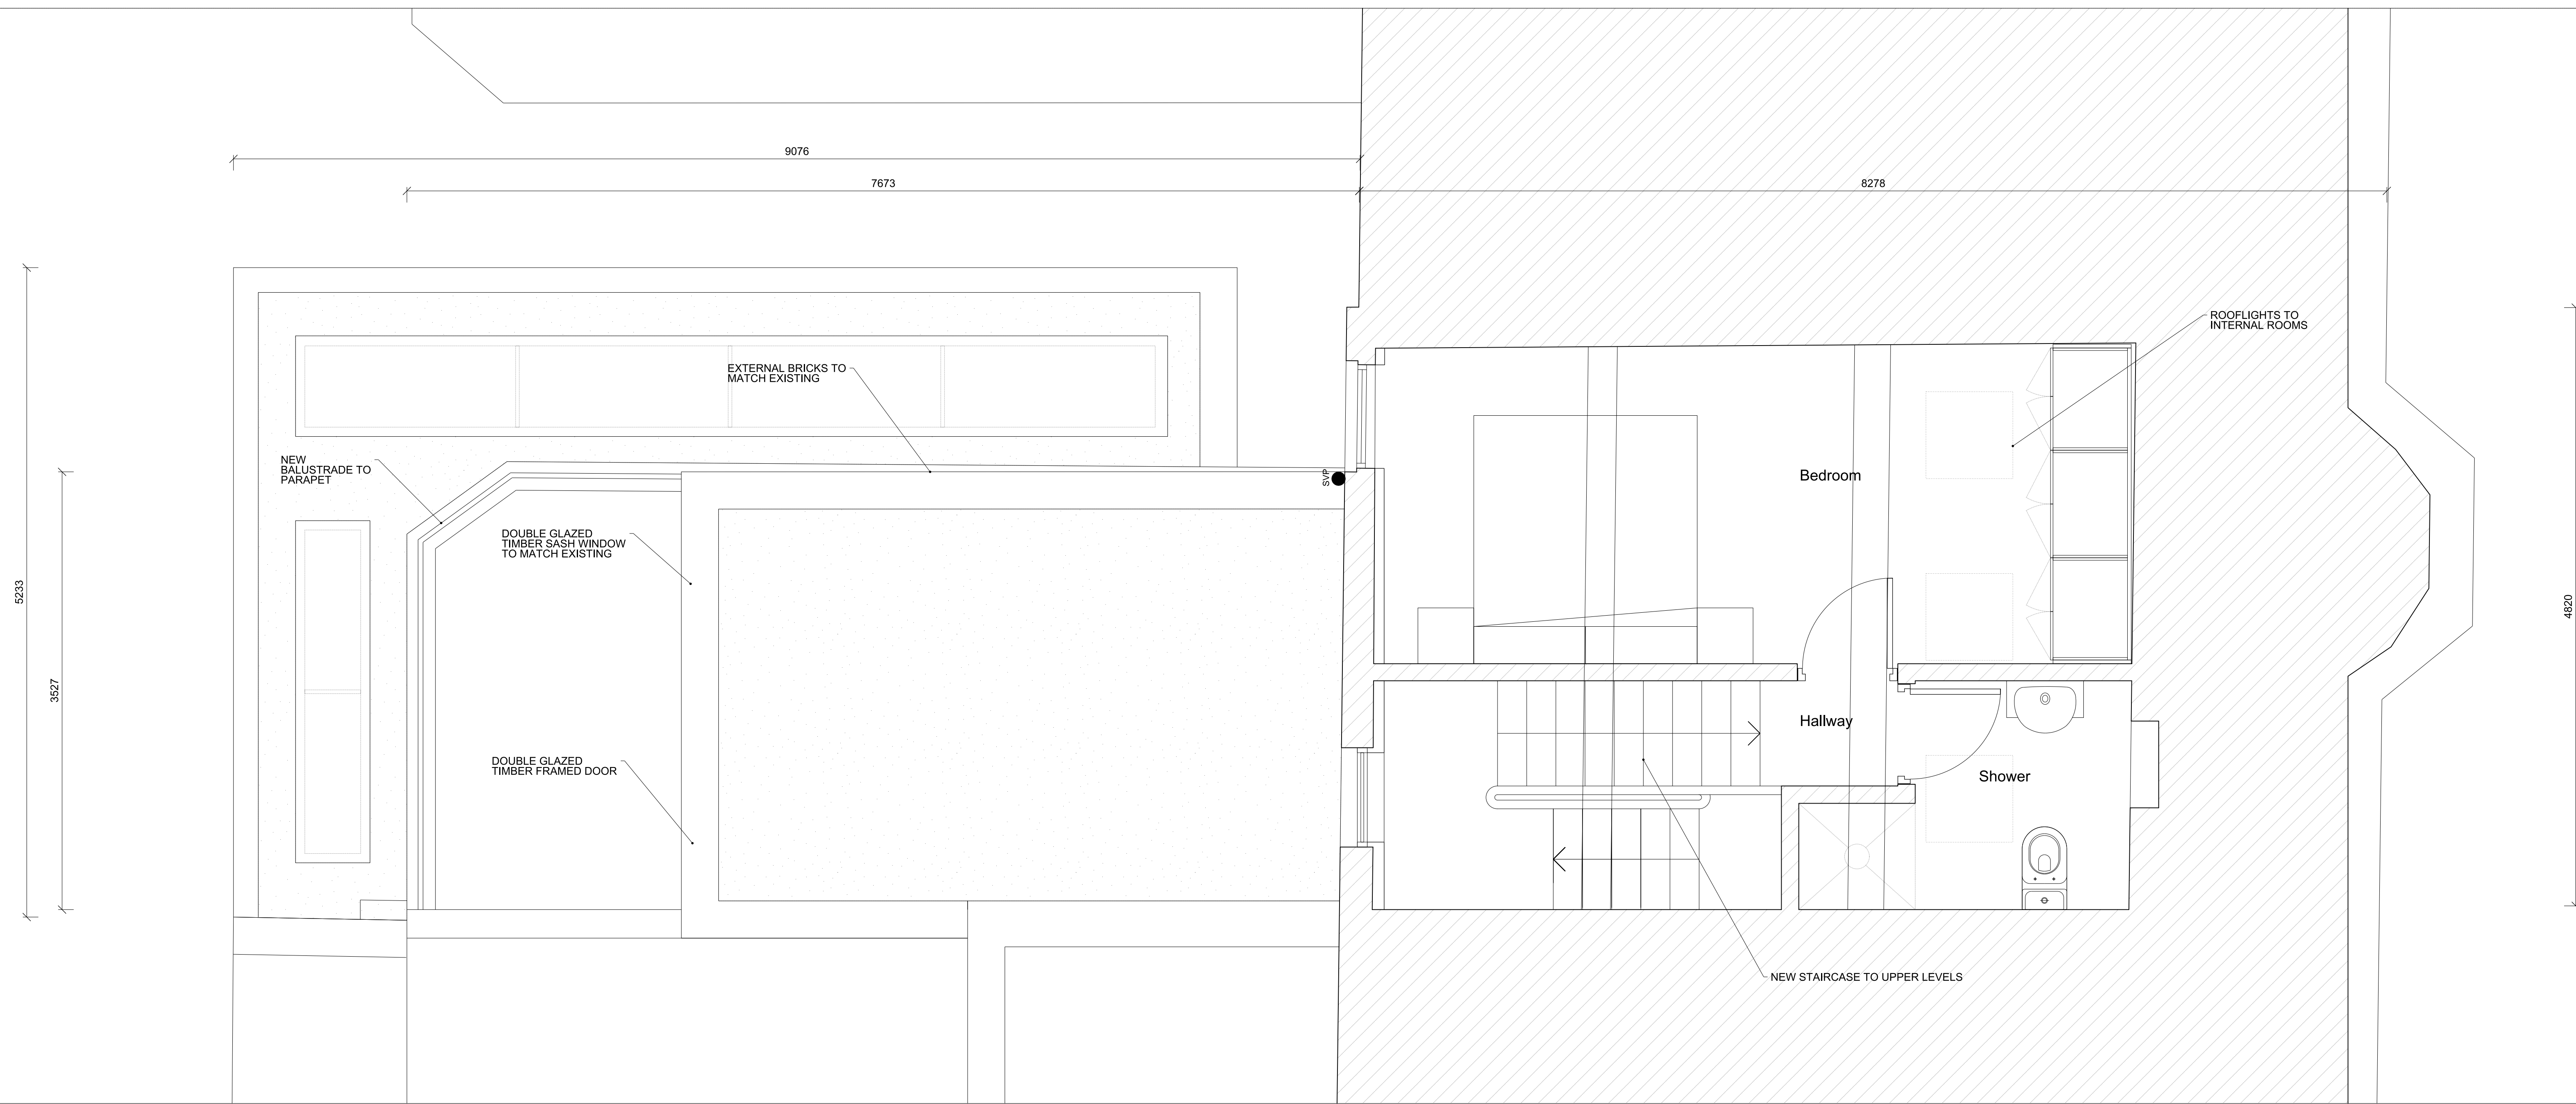 9076
7673
8278
ROOFLIGHTS TO
INTERNAL ROOMS
EXTERNAL BRICKS TO
MATCH EXISTING
NEW
BALUSTRADE TO
PARAPET
SVP
Bedroom
DOUBLE GLAZED
TIMBER SASH WINDOW
TO MATCH EXISTING
5233
4820
3527
Hallway
DOUBLE GLAZED
TIMBER FRAMED DOOR
Shower
NEW STAIRCASE TO UPPER LEVELS